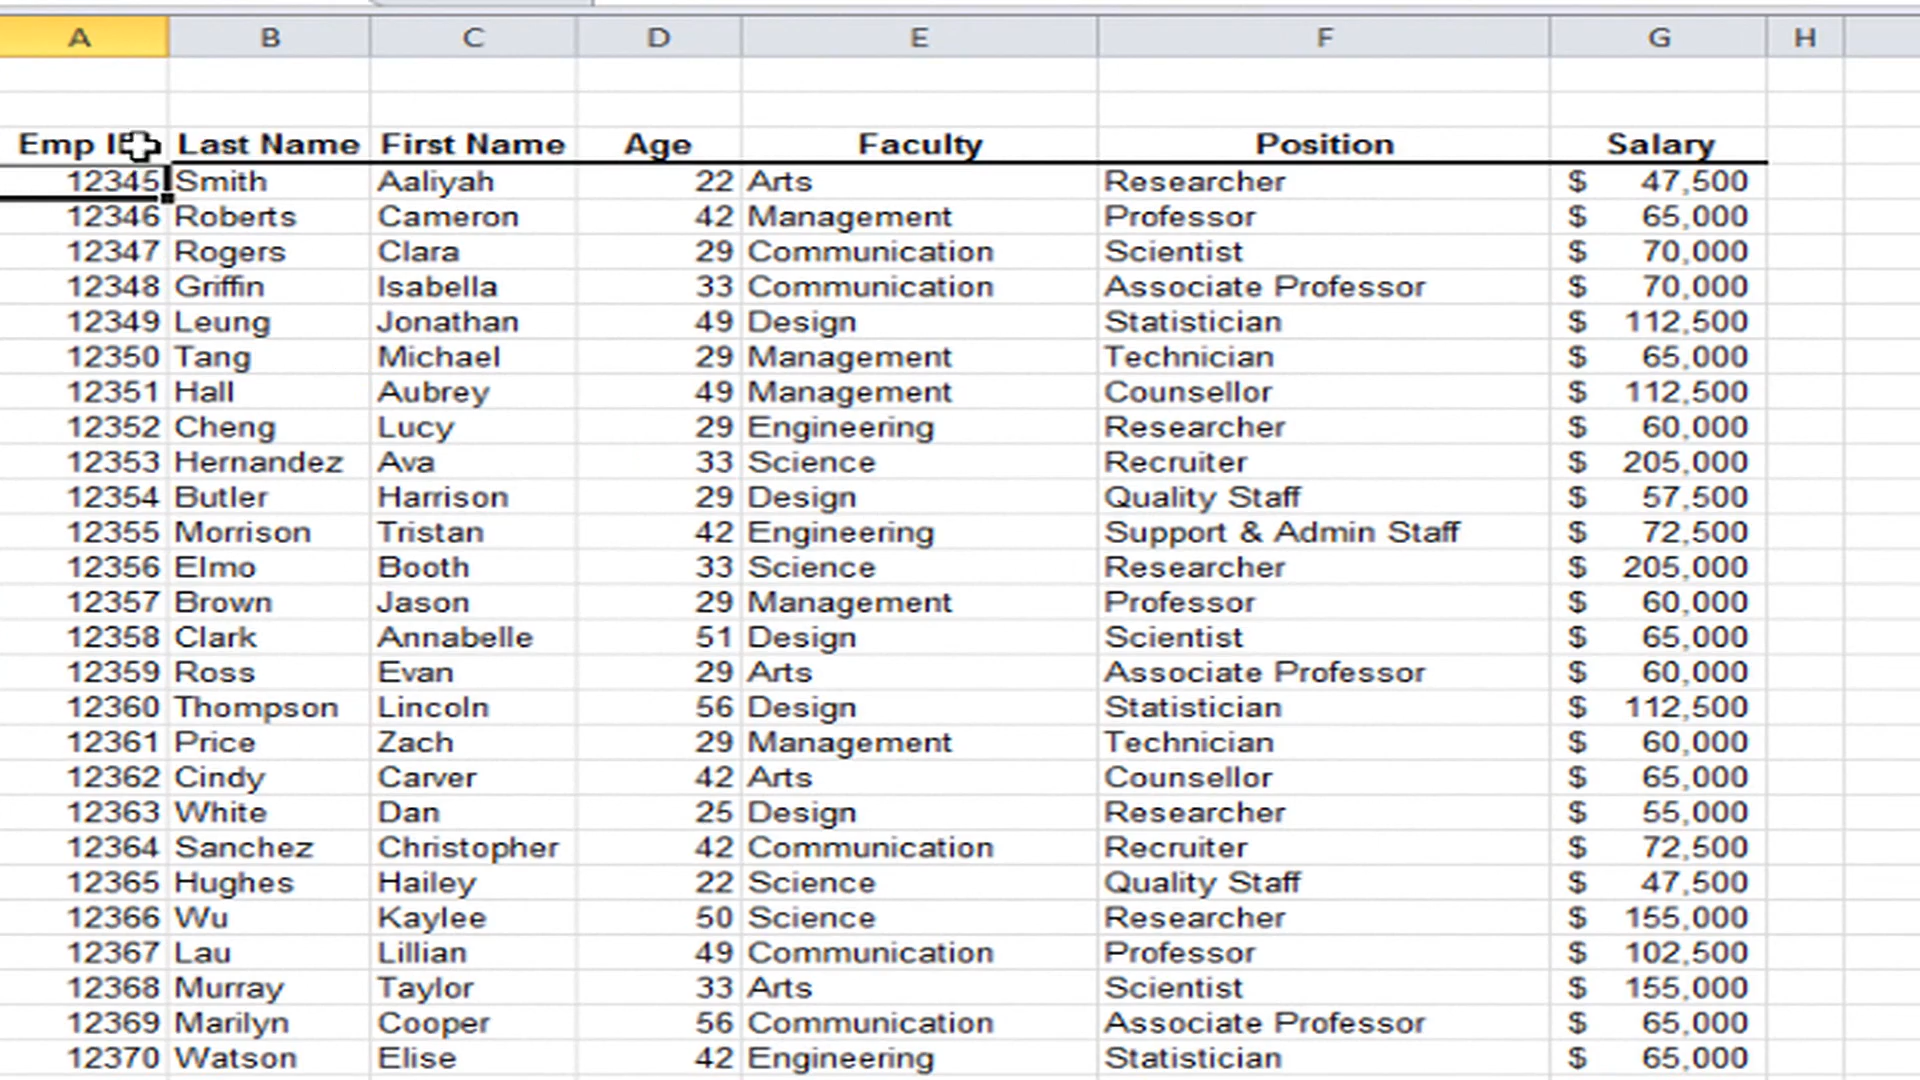 A B C D E F G H
Emp ID Last Name First Name Age Faculty Position Salary
12345 Smith Aaliyah 22 Arts Researcher $ 47,500
12346 Roberts Cameron 42 Management Professor $ 65,000
12347 Rogers Clara 29 Communication Scientist $ 70,000
12348 Griffin Isabella 33 Communication Associate Professor $ 70,000
12349 Leung Jonathan 49 Design Statistician $ 112,500
12350 Tang Michael 29 Management Technician $ 65,000
12351 Hall Aubrey 49 Management Counsellor $ 112,500
12352 Cheng Lucy 29 Engineering Researcher $ 60,000
12353 Hernandez Ava 33 Science Recruiter $ 205,000
12354 Butler Harrison 29 Design Quality Staff $ 57,500
12355 Morrison Tristan 42 Engineering Support & Admin Staff $ 72,500
12356 Elmo Booth 33 Science Researcher $ 205,000
12357 Brown Jason 29 Management Professor $ 60,000
12358 Clark Annabelle 51 Design Scientist $ 65,000
12359 Ross Evan 29 Arts Associate Professor $ 60,000
12360 Thompson Lincoln 56 Design Statistician $ 112,500
12361 Price Zach 29 Management Technician $ 60,000
12362 Cindy Carver 42 Arts Counsellor $ 65,000
12363 White Dan 25 Design Researcher $ 55,000
12364 Sanchez Christopher 42 Communication Recruiter $ 72,500
12365 Hughes Hailey 22 Science Quality Staff $ 47,500
12366 Wu Kaylee 50 Science Researcher $ 155,000
12367 Lau Lillian 49 Communication Professor $ 102,500
12368 Murray Taylor 33 Arts Scientist $ 155,000
12369 Marilyn Cooper 56 Communication Associate Professor $ 65,000
12370 Watson Elise 42 Engineering Statistician $ 65,000